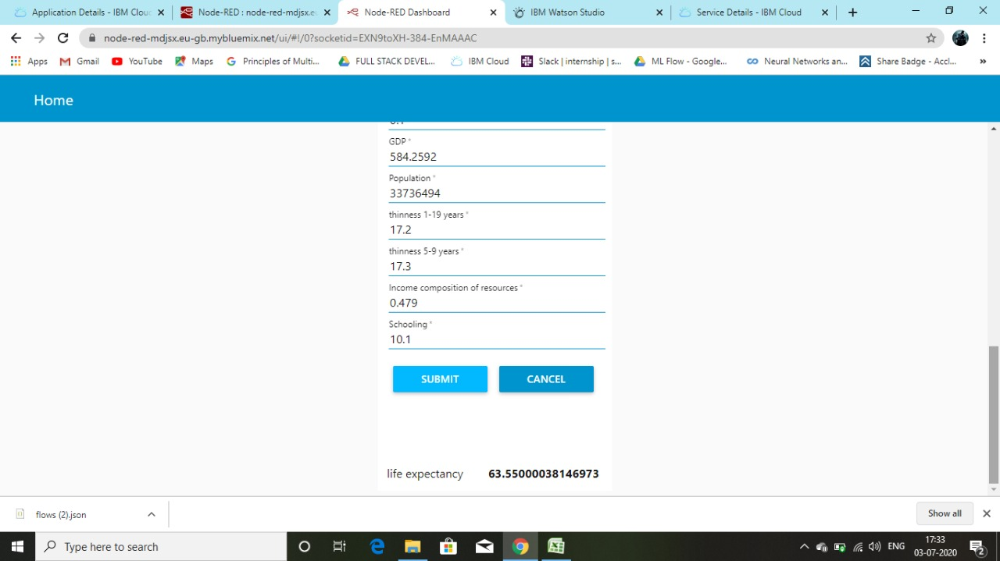 Application Details - IBM Clou
Node-RED : node-red-mdjsx.e
Node-RED Dashboard
IBM Watson Studio
Service Details - IBM Cloud
node-red-mdjsx.eu-gb.mybluemix.net/ui/#!/0?socketid=EXN9toXH-384-EnMAAAC
Apps
Gmail
YouTube
Maps
Principles of Multi...
FULL STACK DEVEL...
IBM Cloud
Slack | internship | s...
ML Flow - Google...
Neural Networks an...
Share Badge - Accl...
Home
GDP *
584.2592
Population *
33736494
thinness 1-19 years *
17.2
thinness 5-9 years *
17.3
Income composition of resources *
0.479
Schooling *
10.1
SUBMIT
CANCEL
life expectancy
63.55000038146973
flows (2).json
Show all
Type here to search
ENG
17:33
03-07-2020
2